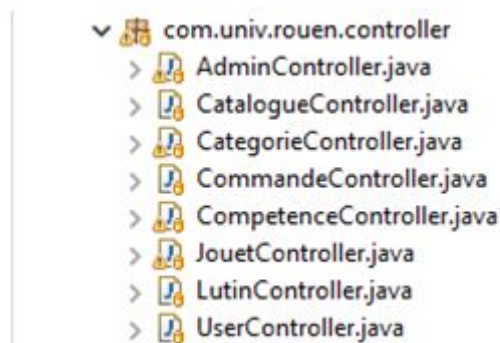 com.univ.rouen.controller
AdminController.java
CatalogueController.java
CategorieController.java
CommandeController.java
CompetenceController.java
JouetController.java
LutinController.java
UserController.java